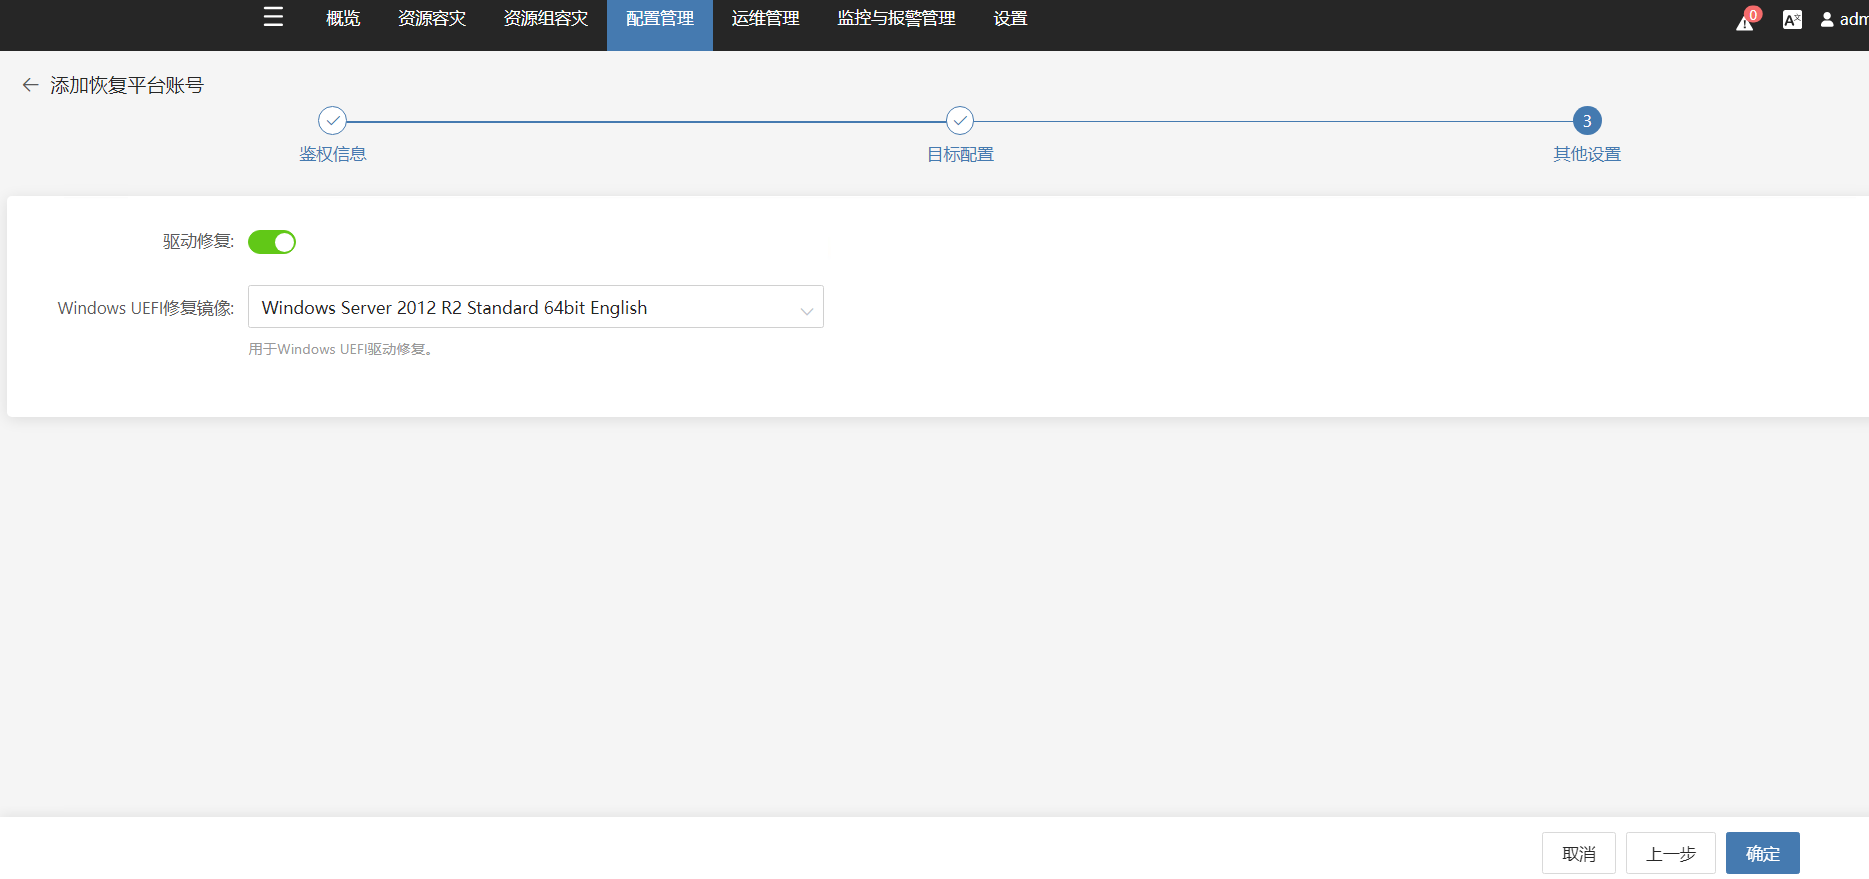 概览 资源容灾 资源组容灾 配置管理 运维管理 监控与报警管理 设置 0 A文 adm
添加恢复平台账号
3
鉴权信息 目标配置 其他设置
驱动修复:
Windows UEFI修复镜像: Windows Server 2012 R2 Standard 64bit English
用于Windows UEFI驱动修复。
取消 上一步 确定